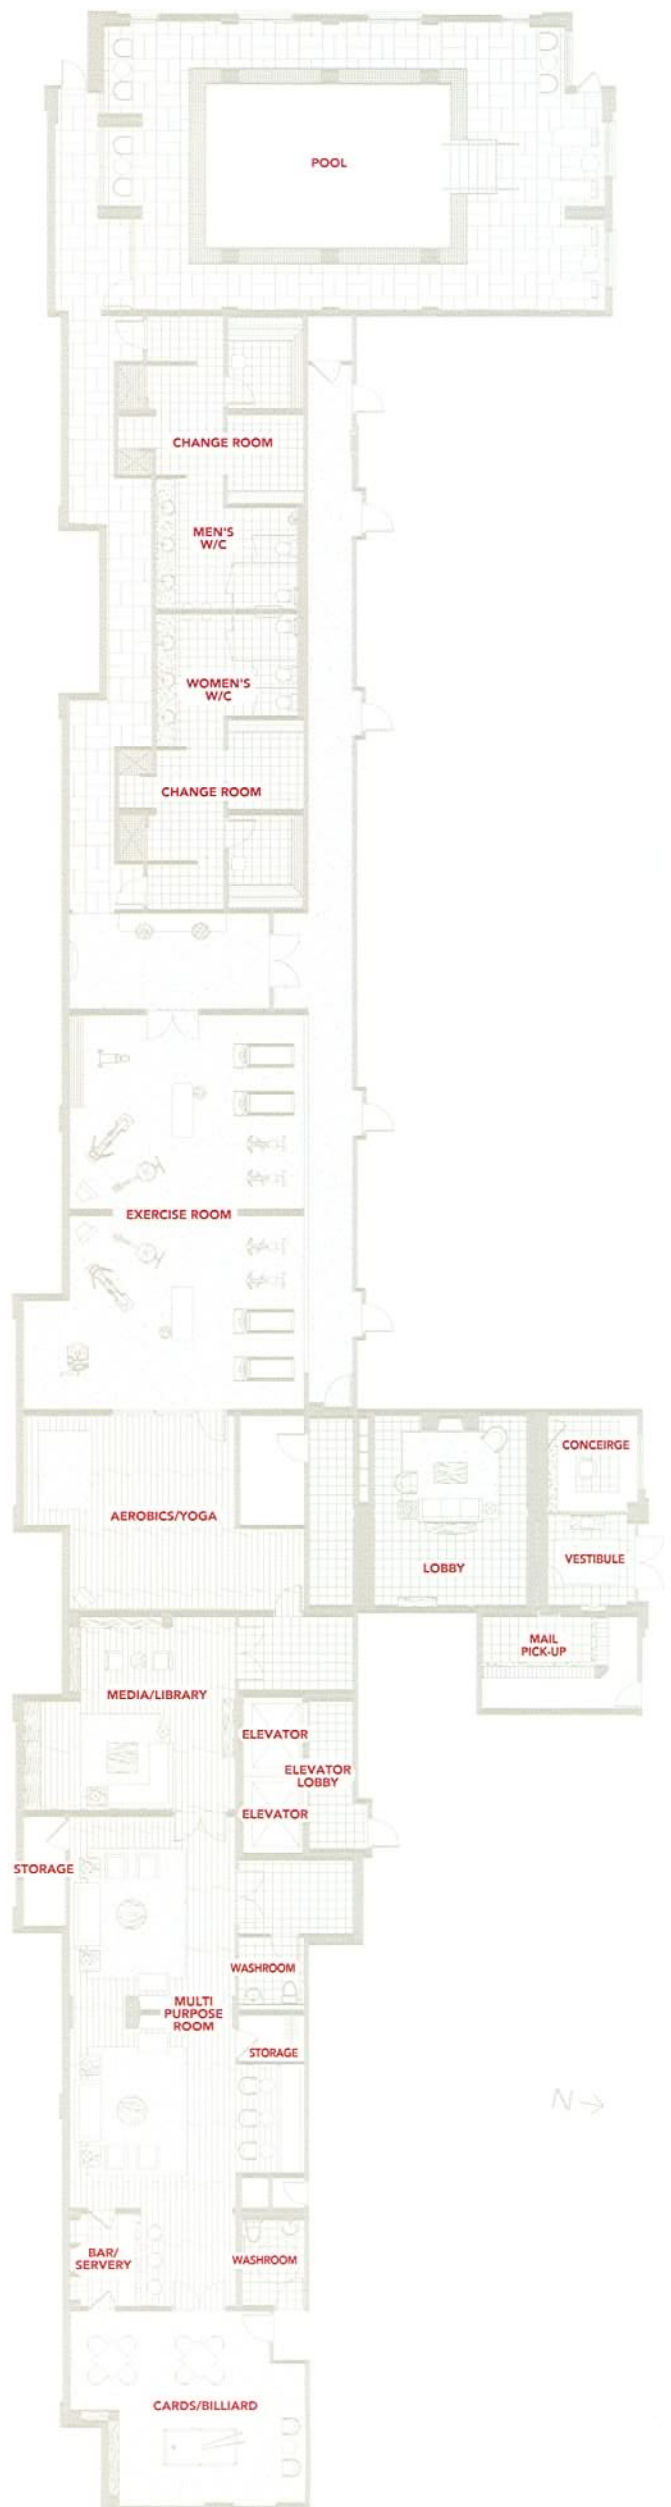 POOL
CHANGE ROOM
MEN'S
W/C
WOMEN'S
W/C
CHANGE ROOM
EXERCISE ROOM
CONCEIRGE
AEROBICS/YOGA
LOBBY
VESTIBULE
MAIL
PICK-UP
MEDIA/LIBRARY
ELEVATOR
ELEVATOR
LOBBY
ELEVATOR
STORAGE
WASHROOM
MULTI
PURPOSE
ROOM
STORAGE
N →
BAR/
SERVERY
WASHROOM
CARDS/BILLIARD